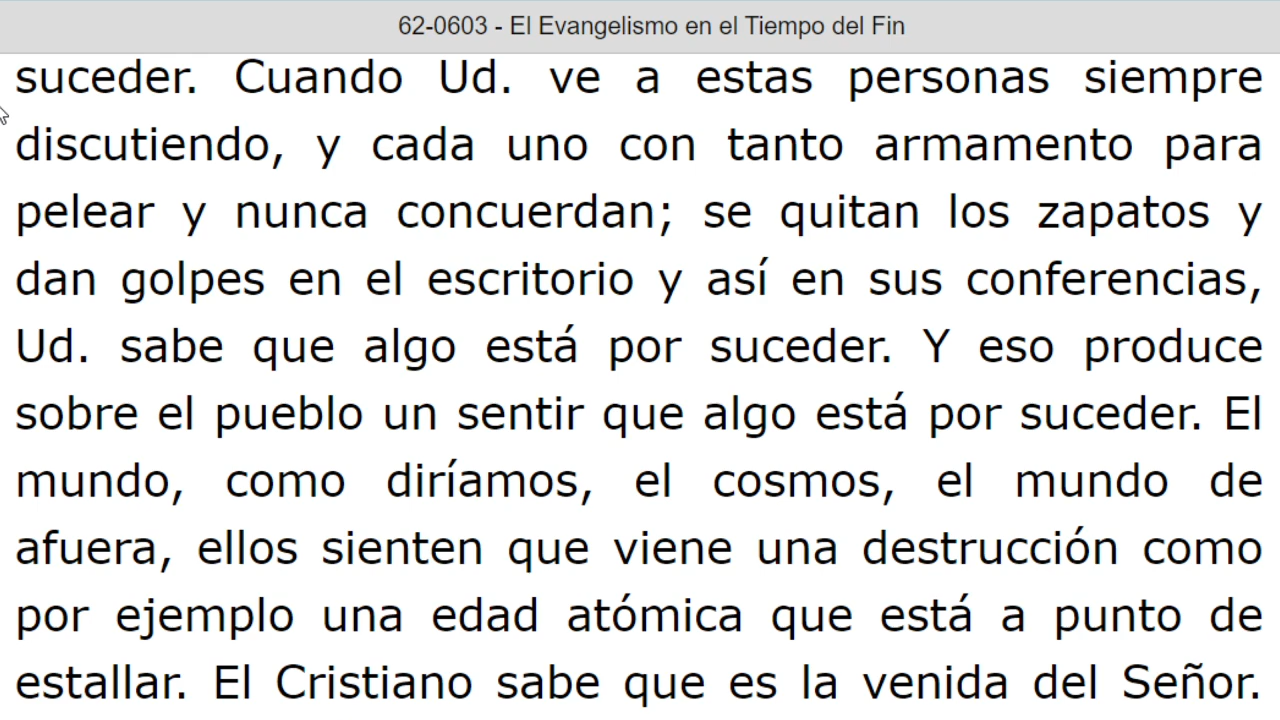 62-0603 - El Evangelismo en el Tiempo del Fin
suceder. Cuando Ud. ve a estas personas siempre
discutiendo, y cada uno con tanto armamento para
pelear y nunca concuerdan; se quitan los zapatos y
dan golpes en el escritorio y así en sus conferencias,
Ud. sabe que algo está por suceder. Y eso produce
sobre el pueblo un sentir que algo está por suceder. El
mundo, como diríamos, el cosmos, el mundo de
afuera, ellos sienten que viene una destrucción como
por ejemplo una edad atómica que está a punto de
estallar. El Cristiano sabe que es la venida del Señor.